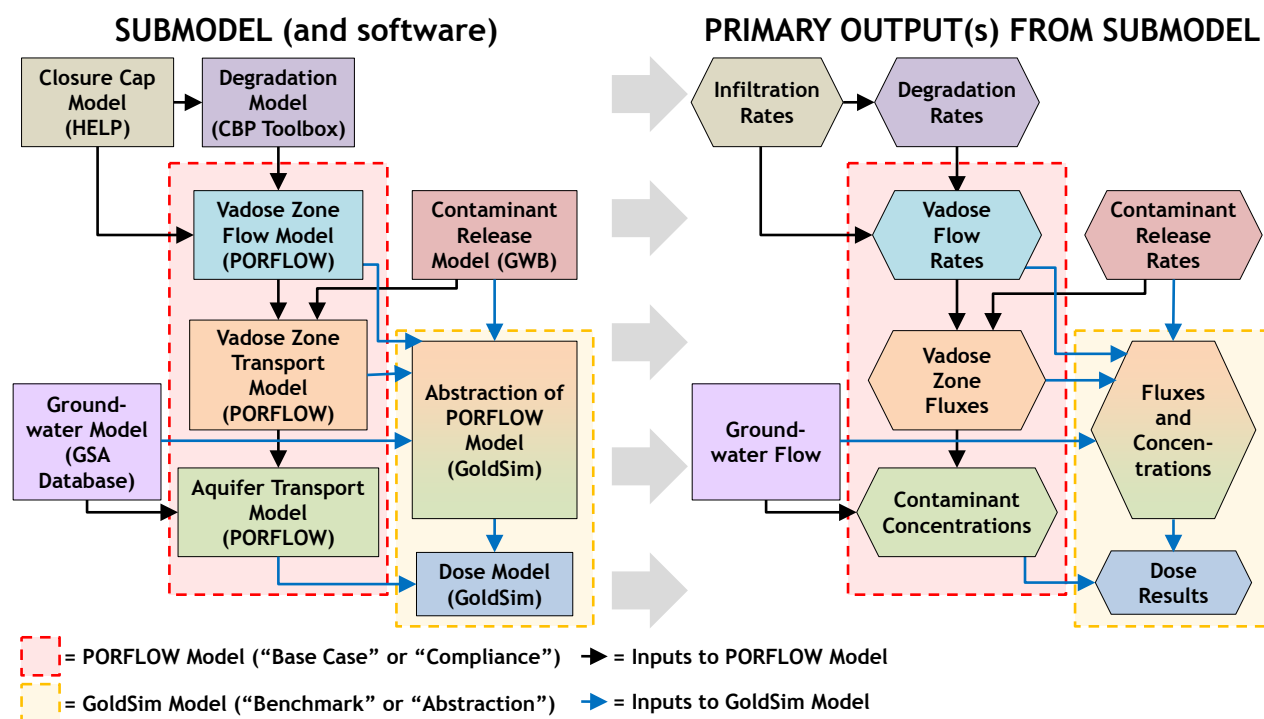 SUBMODEL (and software)
Closure Cap
Model
(HELP)
Degradation
Model
(CBP Toolbox)
Vadose Zone
Flow Model
(PORFLOW)
Contaminant
Release
Model (GWB)
Vadose Zone
Transport
Model
(PORFLOW)
Ground-
water Model
(GSA
Database)
Abstraction of
PORFLOW
Model
(GoldSim)
Aquifer Transport
Model
(PORFLOW)
Dose Model
(GoldSim)
PRIMARY OUTPUT(s) FROM SUBMODEL
Infiltration
Rates
Degradation
Rates
Vadose
Flow
Rates
Contaminant
Release
Rates
Vadose
Zone
Fluxes
Ground-
water Flow
Fluxes
and
Concen-
trations
Contaminant
Concentrations
Dose
Results
= PORFLOW Model (“Base Case” or “Compliance”)
= Inputs to PORFLOW Model
= GoldSim Model (“Benchmark” or “Abstraction”)
= Inputs to GoldSim Model